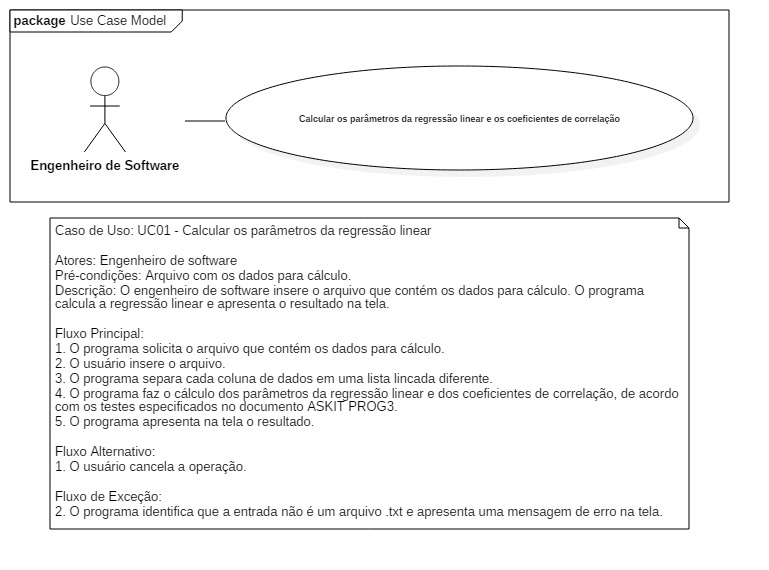 package Use Case Model
Calcular os parâmetros da regressão linear e os coeficientes de correlação
Engenheiro de Software
Caso de Uso: UC01 - Calcular os parâmetros da regressão linear
Atores: Engenheiro de software
Pré-condições: Arquivo com os dados para cálculo.
Descrição: O engenheiro de software insere o arquivo que contém os dados para cálculo. O programa
calcula a regressão linear e apresenta o resultado na tela.
Fluxo Principal:
1. O programa solicita o arquivo que contém os dados para cálculo.
2. O usuário insere o arquivo.
3. O programa separa cada coluna de dados em uma lista lincada diferente.
4. O programa faz o cálculo dos parâmetros da regressão linear e dos coeficientes de correlação, de acordo
com os testes especificados no documento ASKIT PROG3.
5. O programa apresenta na tela o resultado.
Fluxo Alternativo:
1. O usuário cancela a operação.
Fluxo de Exceção:
2. O programa identifica que a entrada não é um arquivo .txt e apresenta uma mensagem de erro na tela.